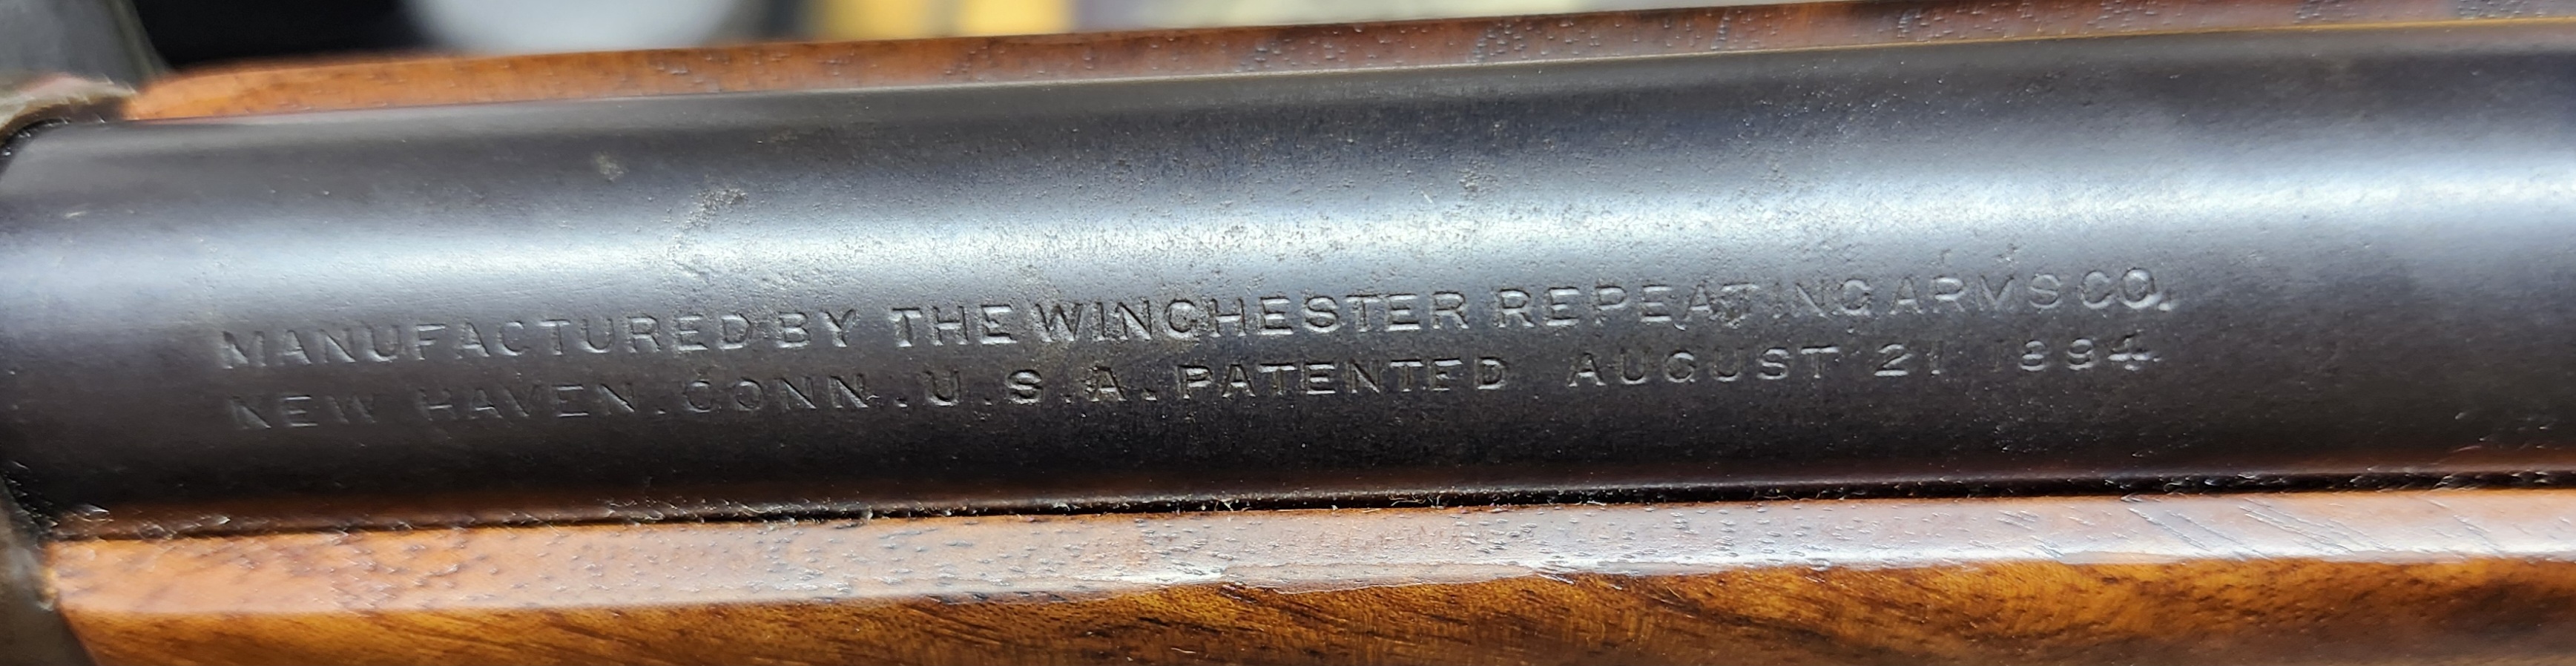 MANUFACTURED BY THE WINCHESTER REPEATING ARMS CO.
NEW HAVEN. CONN. U. S. A. PATENTED AUGUST 21 1894.